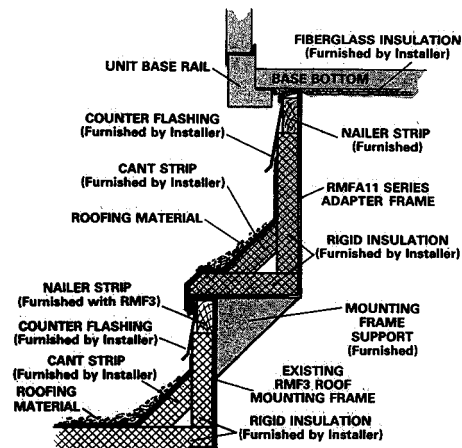 FIBERGLASS INSULATION
(Furnished by Installer)
UNIT BASE RAIL
BASE BOTTOM
COUNTER FLASHING
(Furnished by Installer)
NAILER STRIP
(Furnished)
CANT STRIP
(Furnished by Installer)
RMFA11 SERIES
ADAPTER FRAME
ROOFING MATERIAL
RIGID INSULATION
(Furnished by Installer)
NAILER STRIP
(Furnished with RMF3)
MOUNTING
FRAME
SUPPORT
(Furnished)
COUNTER FLASHING
(Furnished by Installer)
CANT STRIP
(Furnished by Installer)
EXISTING
RMF3 ROOF
MOUNTING FRAME
ROOFING
MATERIAL
RIGID INSULATION
(Furnished by Installer)